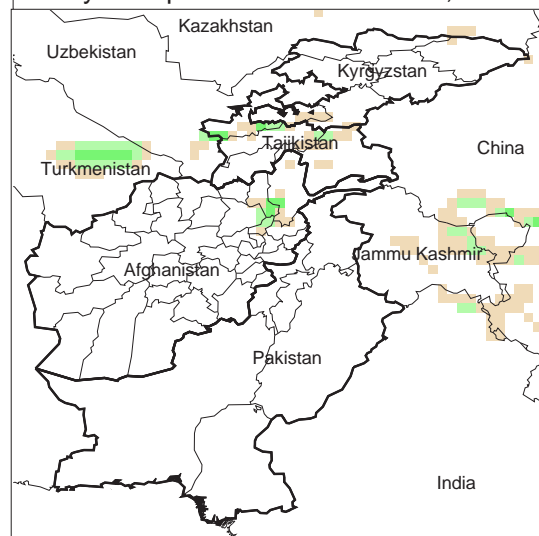 Kazakhstan
Uzbekistan
Kyrgyzstan
Tajikistan
China
Turkmenistan
Jammu Kashmir
Afghanistan
Pakistan
India